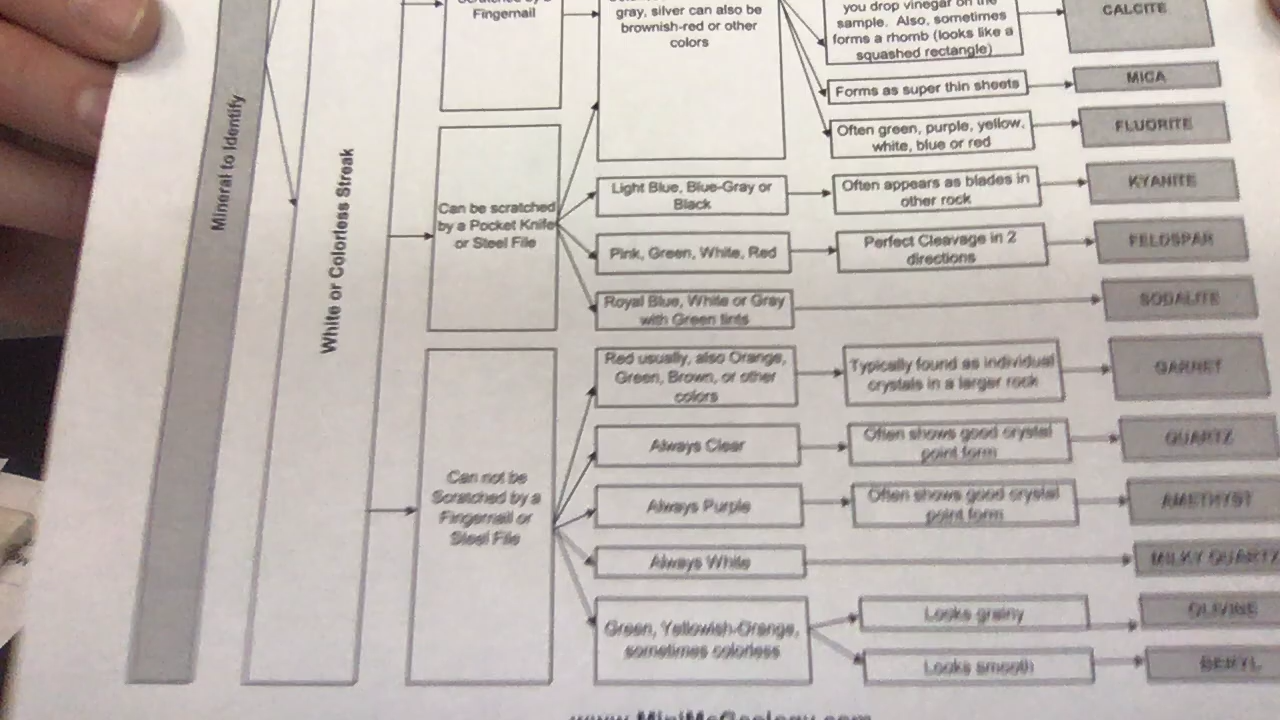 Mineral to Identify
White or Colorless Streak
Fingernail
gray, silver can also be
brownish-red or other
colors
you drop vinegar on the
sample. Also, sometimes
forms a rhomb (looks like a
squashed rectangle)
CALCITE
Forms as super thin sheets
MICA
Often green, purple, yellow,
white, blue or red
FLUORITE
Can be scratched
by a Pocket Knife
or Steel File
Light Blue, Blue-Gray or
Black
Often appears as blades in
other rock
KYANITE
Pink, Green, White, Red
Perfect Cleavage in 2
directions
FELDSPAR
Royal Blue, White or Gray
with Green tints
SODALITE
Can not be
Scratched by a
Fingernail or
Steel File
Red usually, also Orange,
Green, Brown, or other
colors
Typically found as individual
crystals in a larger rock
GARNET
Always Clear
Often shows good crystal
point form
QUARTZ
Always Purple
Often shows good crystal
point form
AMETHYST
Always White
MILKY QUARTZ
Green, Yellowish-Orange,
sometimes colorless
Looks grainy
OLIVINE
Looks smooth
BERYL
www.MiniMeGeology.com